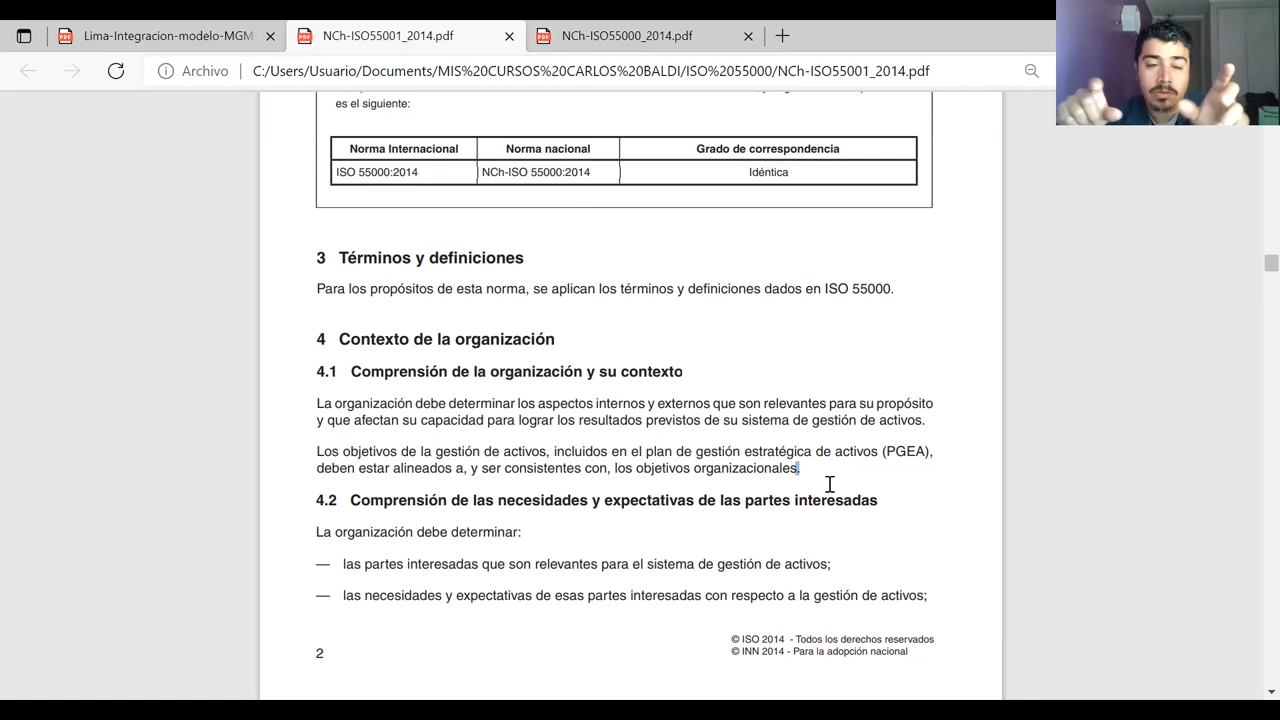 Lima-Integracion-modelo-MGM
NCh-ISO55001_2014.pdf
NCh-ISO55000_2014.pdf
Archivo
C:/Users/Usuario/Documents/MIS%20CURSOS%20CARLOS%20BALDI/ISO%2055000/NCh-ISO55001_2014.pdf
es el siguiente:
Norma Internacional Norma nacional Grado de correspondencia
ISO 55000:2014 NCh-ISO 55000:2014 Idéntica
3 Términos y definiciones
Para los propósitos de esta norma, se aplican los términos y definiciones dados en ISO 55000.
4 Contexto de la organización
4.1 Comprensión de la organización y su contexto
La organización debe determinar los aspectos internos y externos que son relevantes para su propósito
y que afectan su capacidad para lograr los resultados previstos de su sistema de gestión de activos.
Los objetivos de la gestión de activos, incluidos en el plan de gestión estratégica de activos (PGEA),
deben estar alineados a, y ser consistentes con, los objetivos organizacionales.
4.2 Comprensión de las necesidades y expectativas de las partes interesadas
La organización debe determinar:
— las partes interesadas que son relevantes para el sistema de gestión de activos;
— las necesidades y expectativas de esas partes interesadas con respecto a la gestión de activos;
© ISO 2014 - Todos los derechos reservados
© INN 2014 - Para la adopción nacional
2